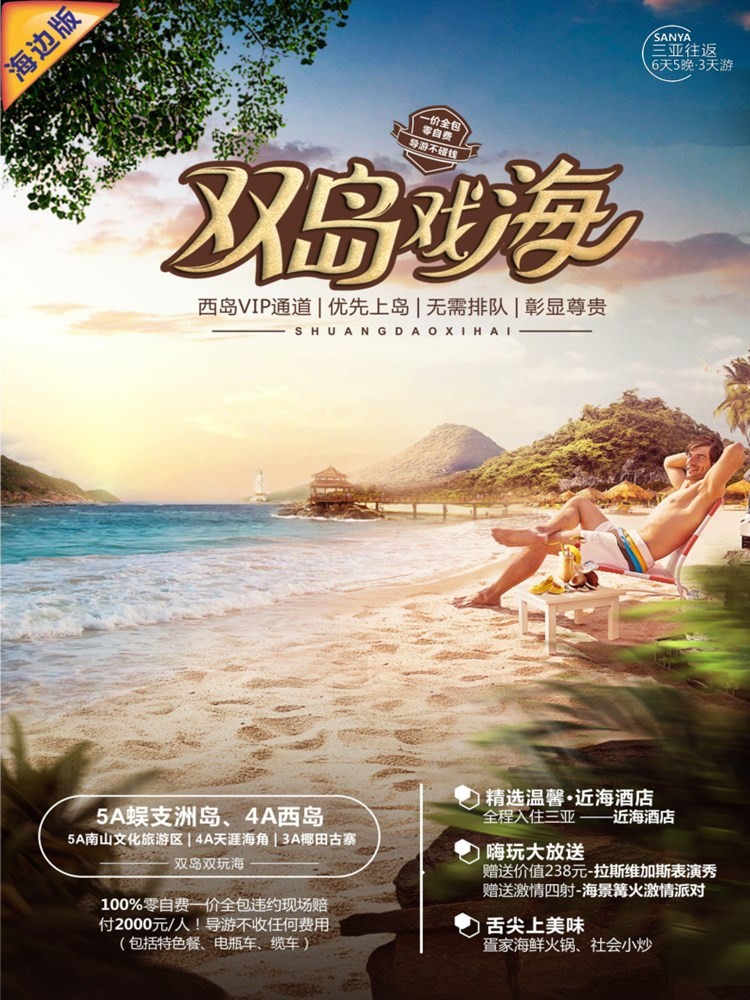 海边版
SANYA
三亚往返
6天5晚·3天游
一价全包
零自费
导游不碰钱
双岛戏海
西岛VIP通道 | 优先上岛 | 无需排队 | 彰显尊贵
SHUANGDAOXIHAI
5A蜈支洲岛、4A西岛
5A南山文化旅游区 | 4A天涯海角 | 3A椰田古寨
双岛双玩海
100%零自费一价全包违约现场赔
付2000元/人！导游不收任何费用
（包括特色餐、电瓶车、缆车）
精选温馨·近海酒店
全程入住三亚 ——近海酒店
嗨玩大放送
赠送价值238元-拉斯维加斯表演秀
赠送激情四射-海景篝火激情派对
舌尖上美味
疍家海鲜火锅、社会小炒